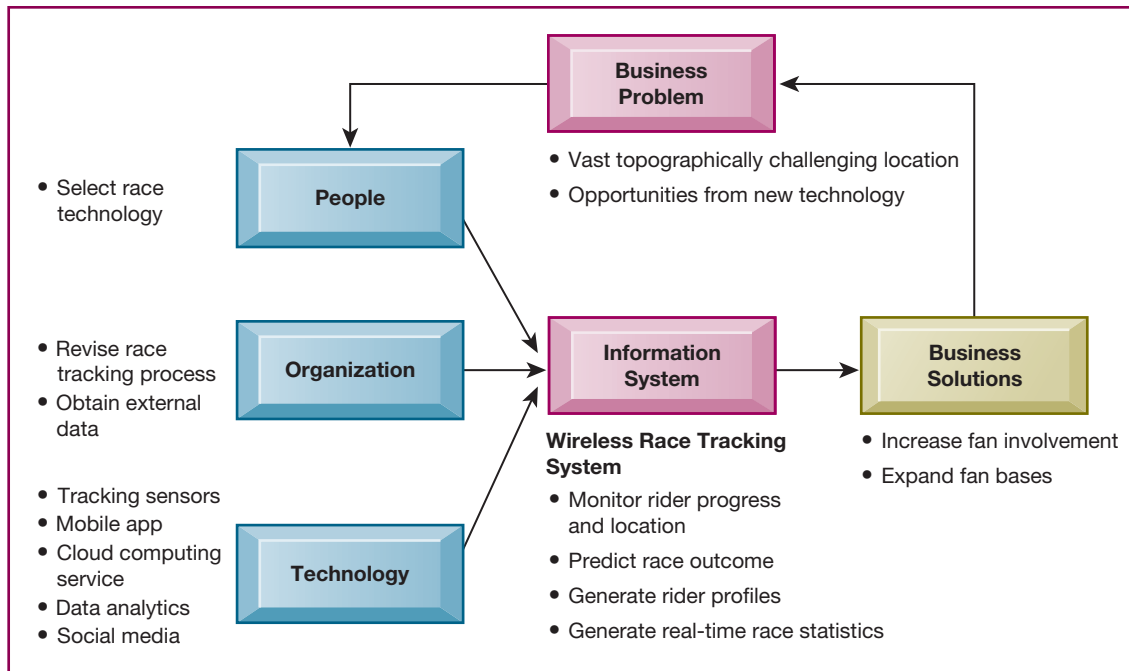 Business
Problem
• Vast topographically challenging location
• Opportunities from new technology
• Select race
technology
People
• Revise race
tracking process
• Obtain external
data
Organization
Information
System
Business
Solutions
Wireless Race Tracking
System
• Monitor rider progress
and location
• Predict race outcome
• Generate rider profiles
• Generate real-time race statistics
• Increase fan involvement
• Expand fan bases
• Tracking sensors
• Mobile app
• Cloud computing
service
• Data analytics
• Social media
Technology